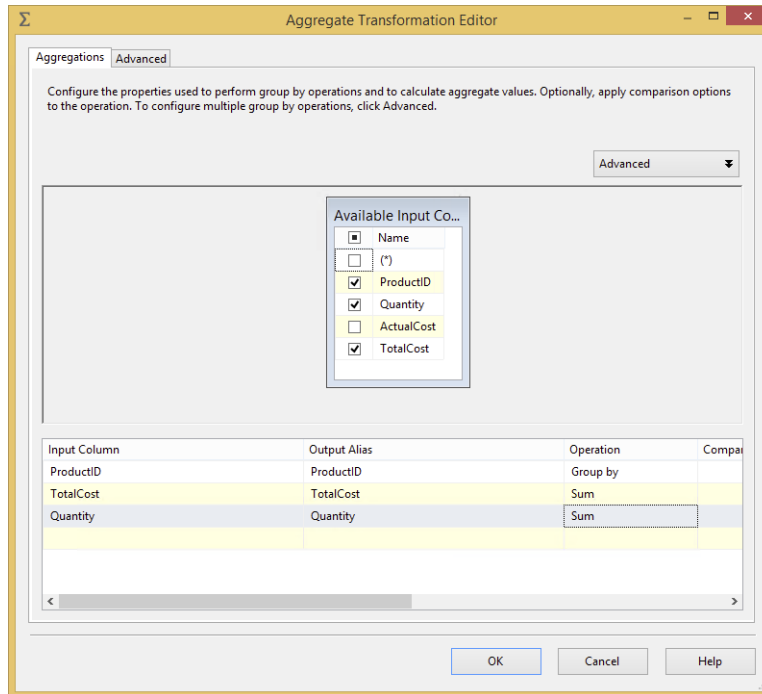 Aggregate Transformation Editor
Aggregations Advanced
Configure the properties used to perform group by operations and to calculate aggregate values. Optionally, apply comparison options
to the operation. To configure multiple group by operations, click Advanced.
Advanced
Available Input Co...
Name
(*)
ProductID
Quantity
ActualCost
TotalCost
Input Column Output Alias Operation Compar
ProductID ProductID Group by
TotalCost TotalCost Sum
Quantity Quantity Sum
OK Cancel Help